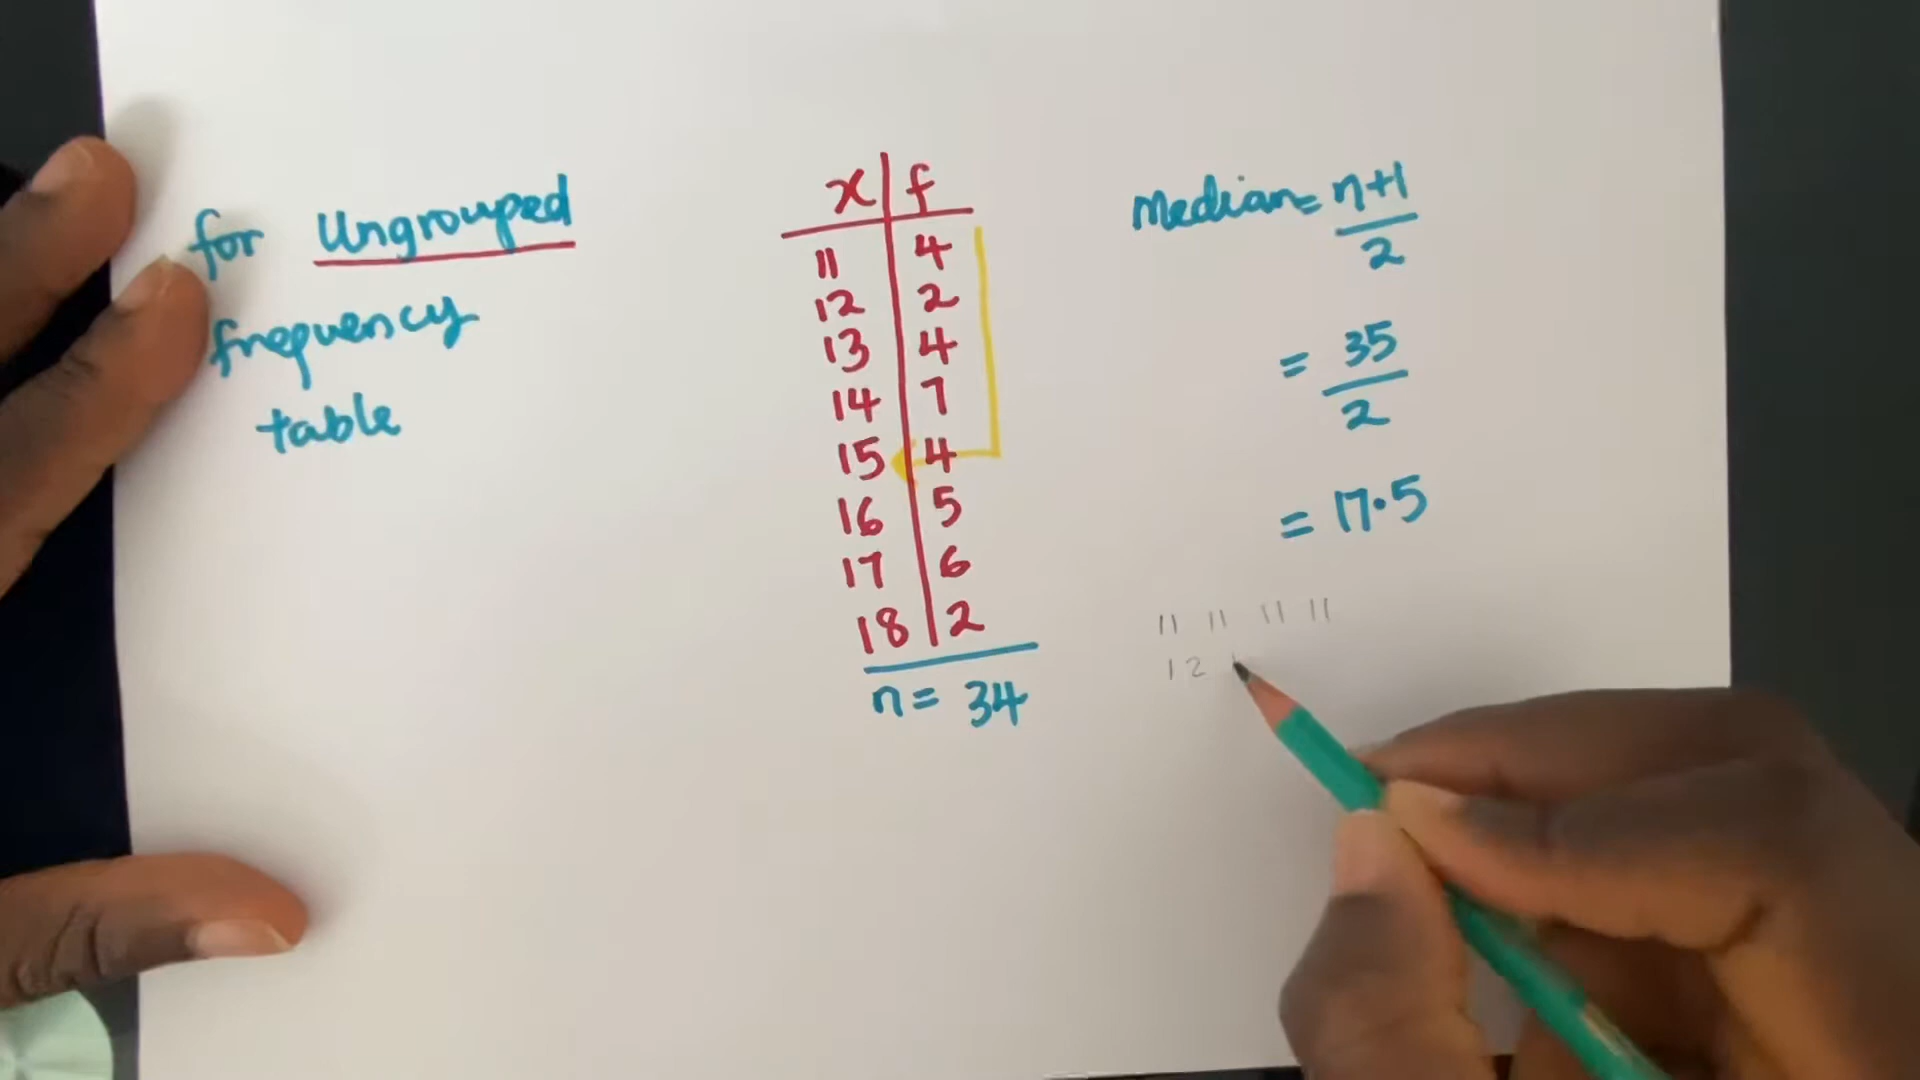 for Ungrouped
frequency
table
x f
11 4
12 2
13 4
14 7
15 4
16 5
17 6
18 2
n = 34
Median = n+1
2
= 35
2
= 17.5
11 11 11 11
12